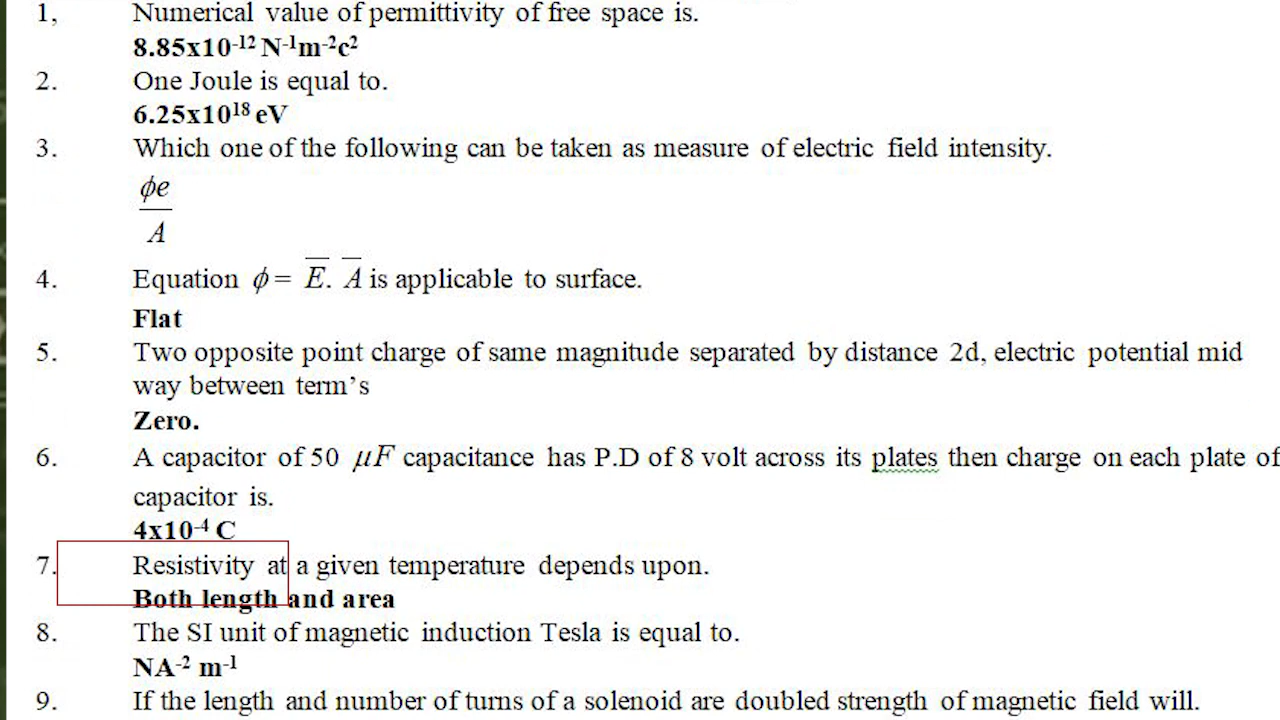 1, Numerical value of permittivity of free space is.
8.85x10⁻¹² N⁻¹m⁻²c²
2. One Joule is equal to.
6.25x10¹⁸ eV
3. Which one of the following can be taken as measure of electric field intensity.
ϕe
A
4. Equation ϕ = E̅. A̅ is applicable to surface.
Flat
5. Two opposite point charge of same magnitude separated by distance 2d, electric potential mid
way between term’s
Zero.
6. A capacitor of 50 μF capacitance has P.D of 8 volt across its plates then charge on each plate of
capacitor is.
4x10⁻⁴ C
7. Resistivity at a given temperature depends upon.
Both length and area
8. The SI unit of magnetic induction Tesla is equal to.
NA⁻² m⁻¹
9. If the length and number of turns of a solenoid are doubled strength of magnetic field will.